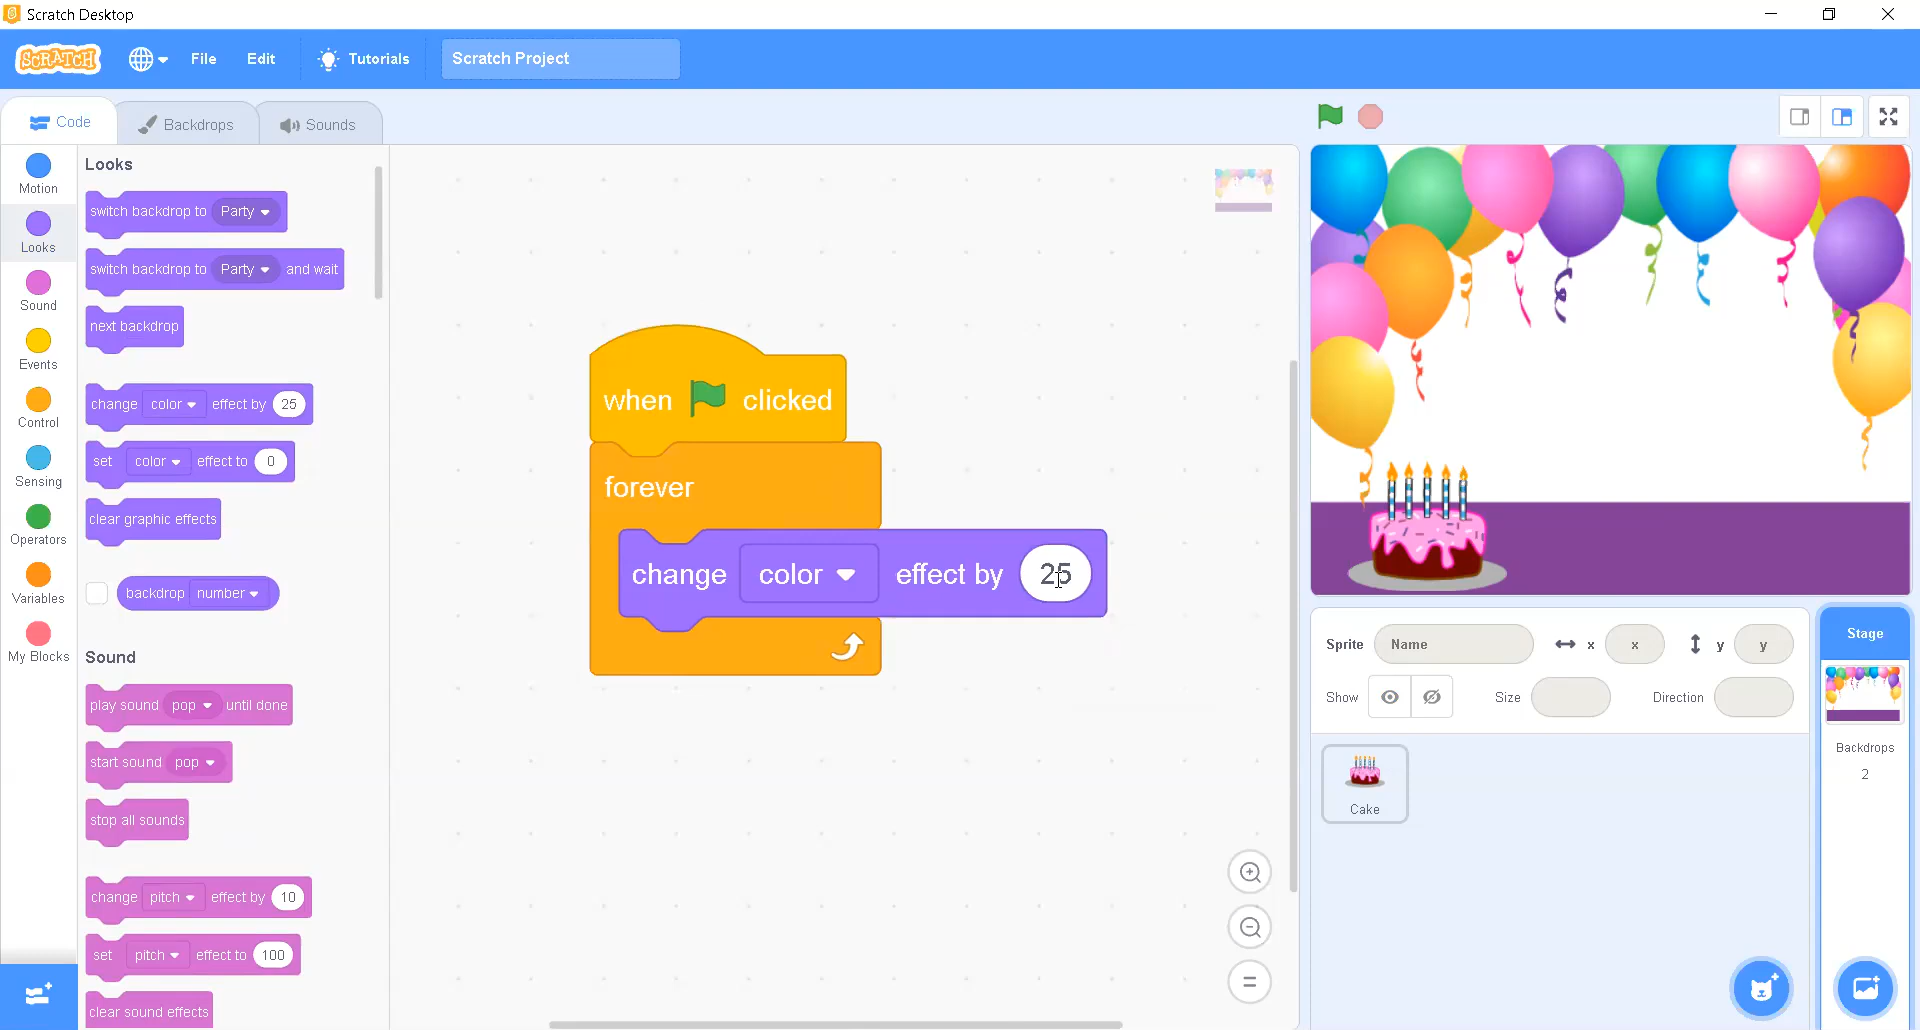 Scratch Desktop
SCRATCH
File
Edit
Tutorials
Scratch Project
Code
Backdrops
Sounds
Motion
Looks
Sound
Events
Control
Sensing
Operators
Variables
My Blocks
Looks
switch backdrop to Party
switch backdrop to Party and wait
next backdrop
change color effect by 25
set color effect to 0
clear graphic effects
backdrop number
Sound
play sound pop until done
start sound pop
stop all sounds
change pitch effect by 10
set pitch effect to 100
clear sound effects
when clicked
forever
change color effect by 25
Sprite Name x x y y
Show Size Direction
Cake
Stage
Backdrops
2